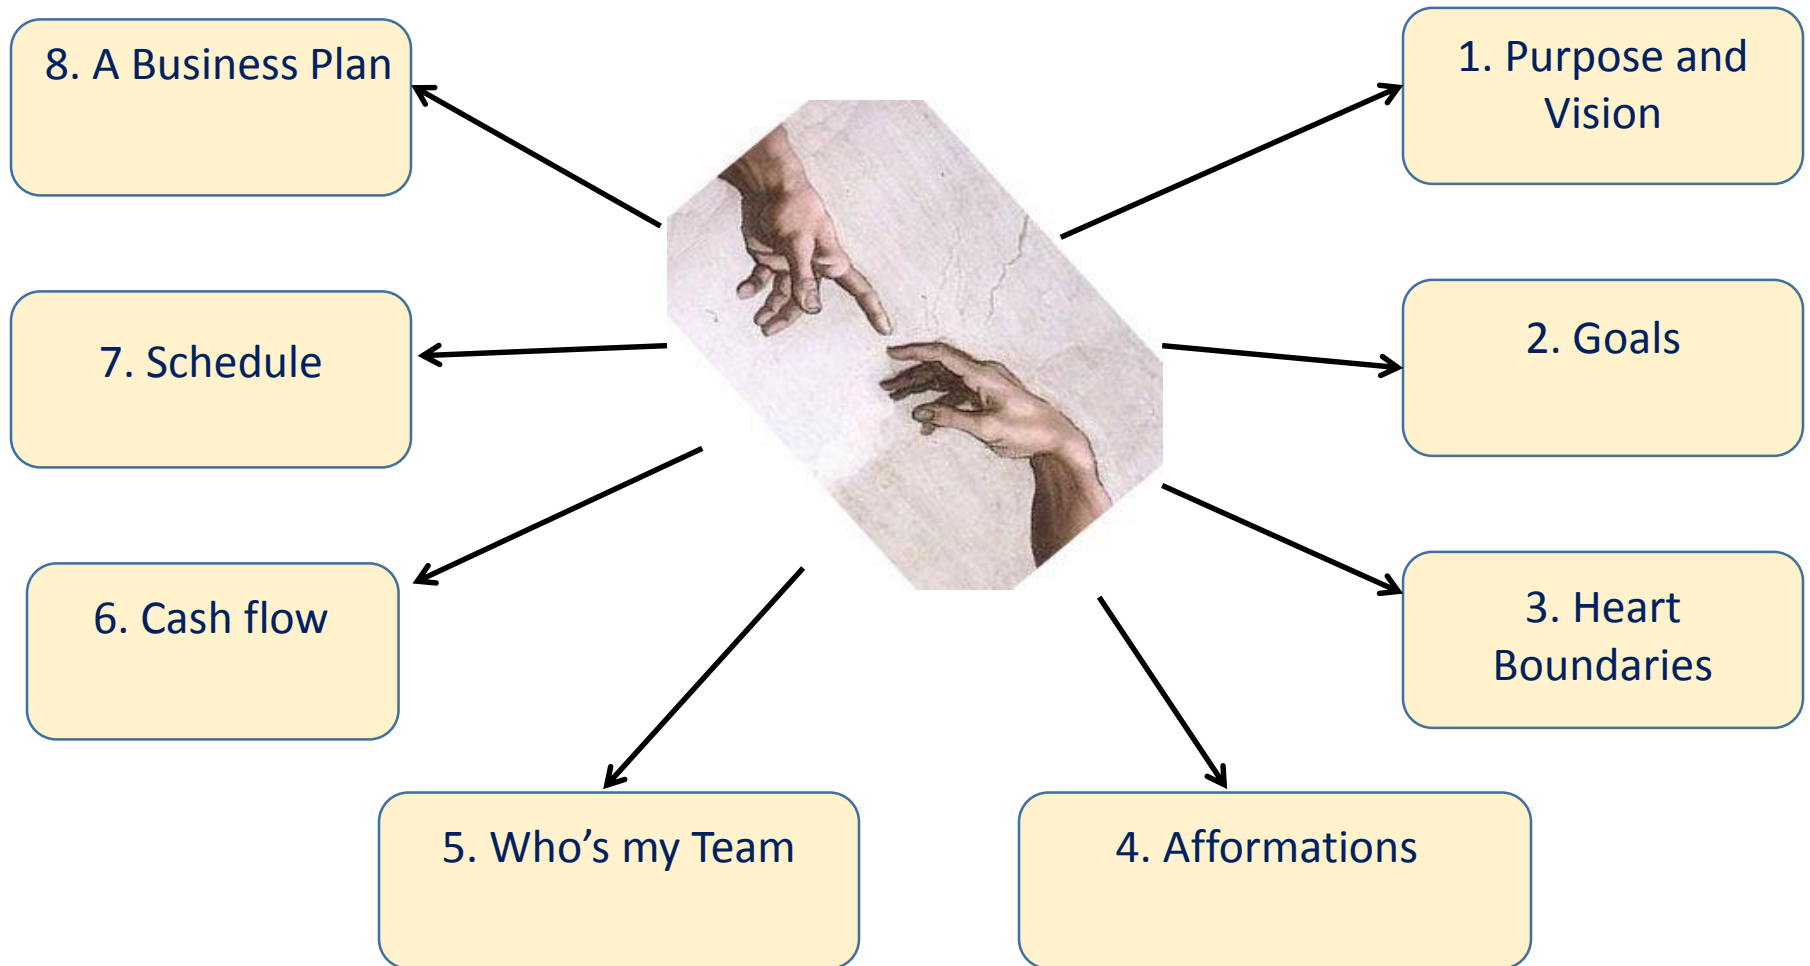 1. Purpose and
Vision
2. Goals
3. Heart
Boundaries
4. Afformations
5. Who’s my Team
6. Cash flow
7. Schedule
8. A Business Plan